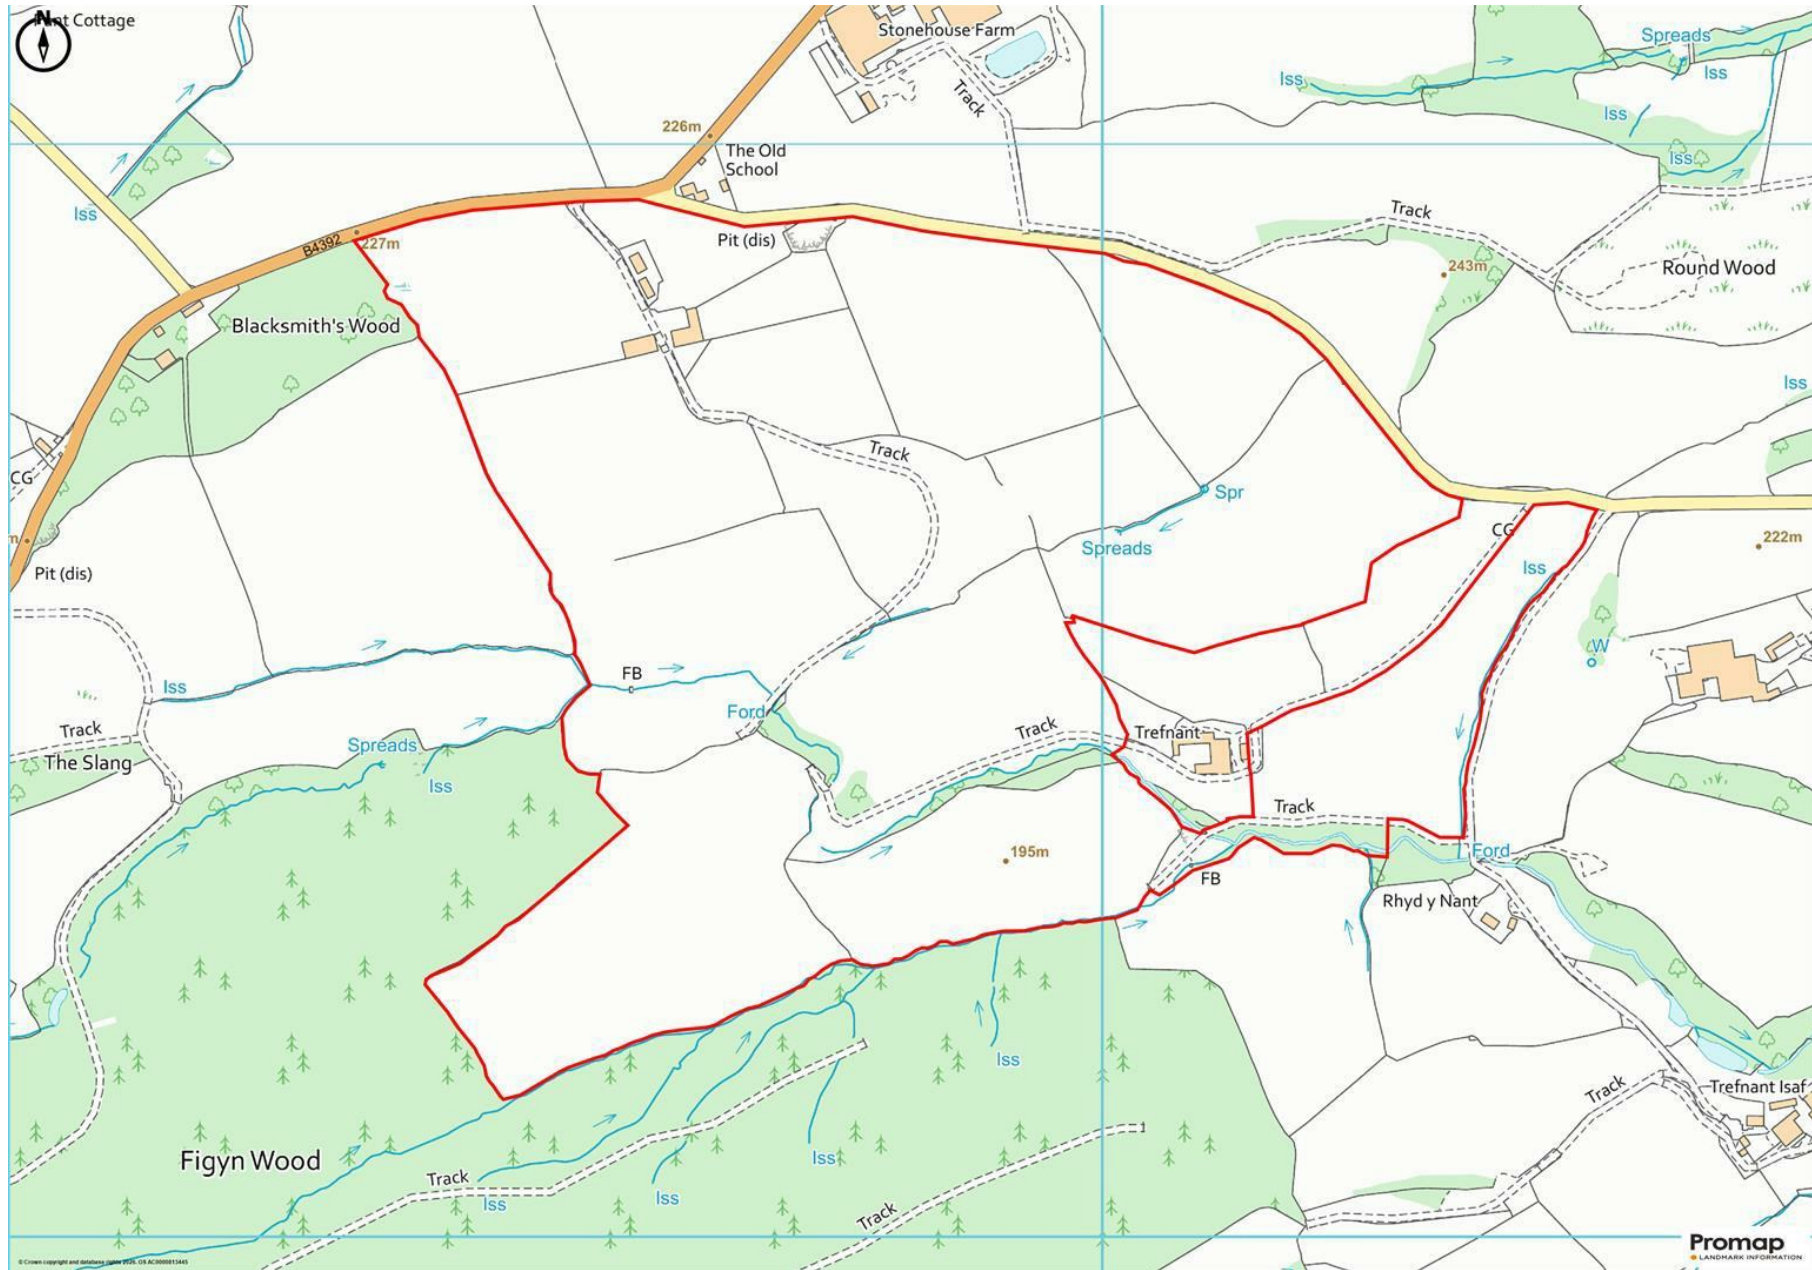 N
nt Cottage
Stonehouse Farm
Spreads
Iss
Iss
Track
Iss
226m
The Old
School
Iss
Iss
Track
B4392
227m
Pit (dis)
243m
Round Wood
Blacksmith's Wood
Iss
Track
CG
Spr
CG
222m
Spreads
Iss
Pit (dis)
W
FB
Iss
Ford
Track
Trefnant
Track
Spreads
The Slang
Iss
Track
195m
Ford
FB
Rhyd y Nant
Iss
Track
Trefnant Isaf
Figyn Wood
Iss
Track
Iss
Iss
Track
Promap
LANDMARK INFORMATION